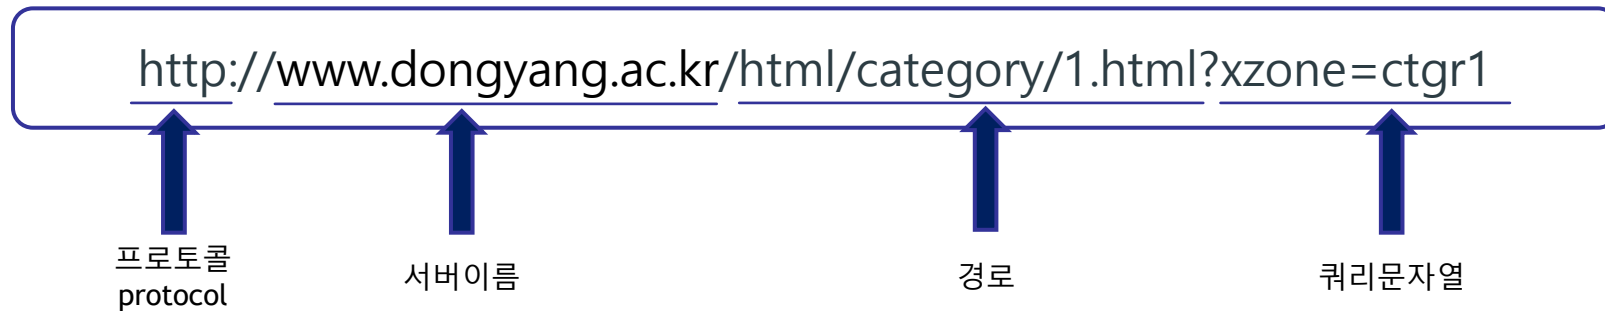 http://www.dongyang.ac.kr/html/category/1.html?xzone=ctgr1
프로토콜
protocol
서버이름
경로
쿼리문자열